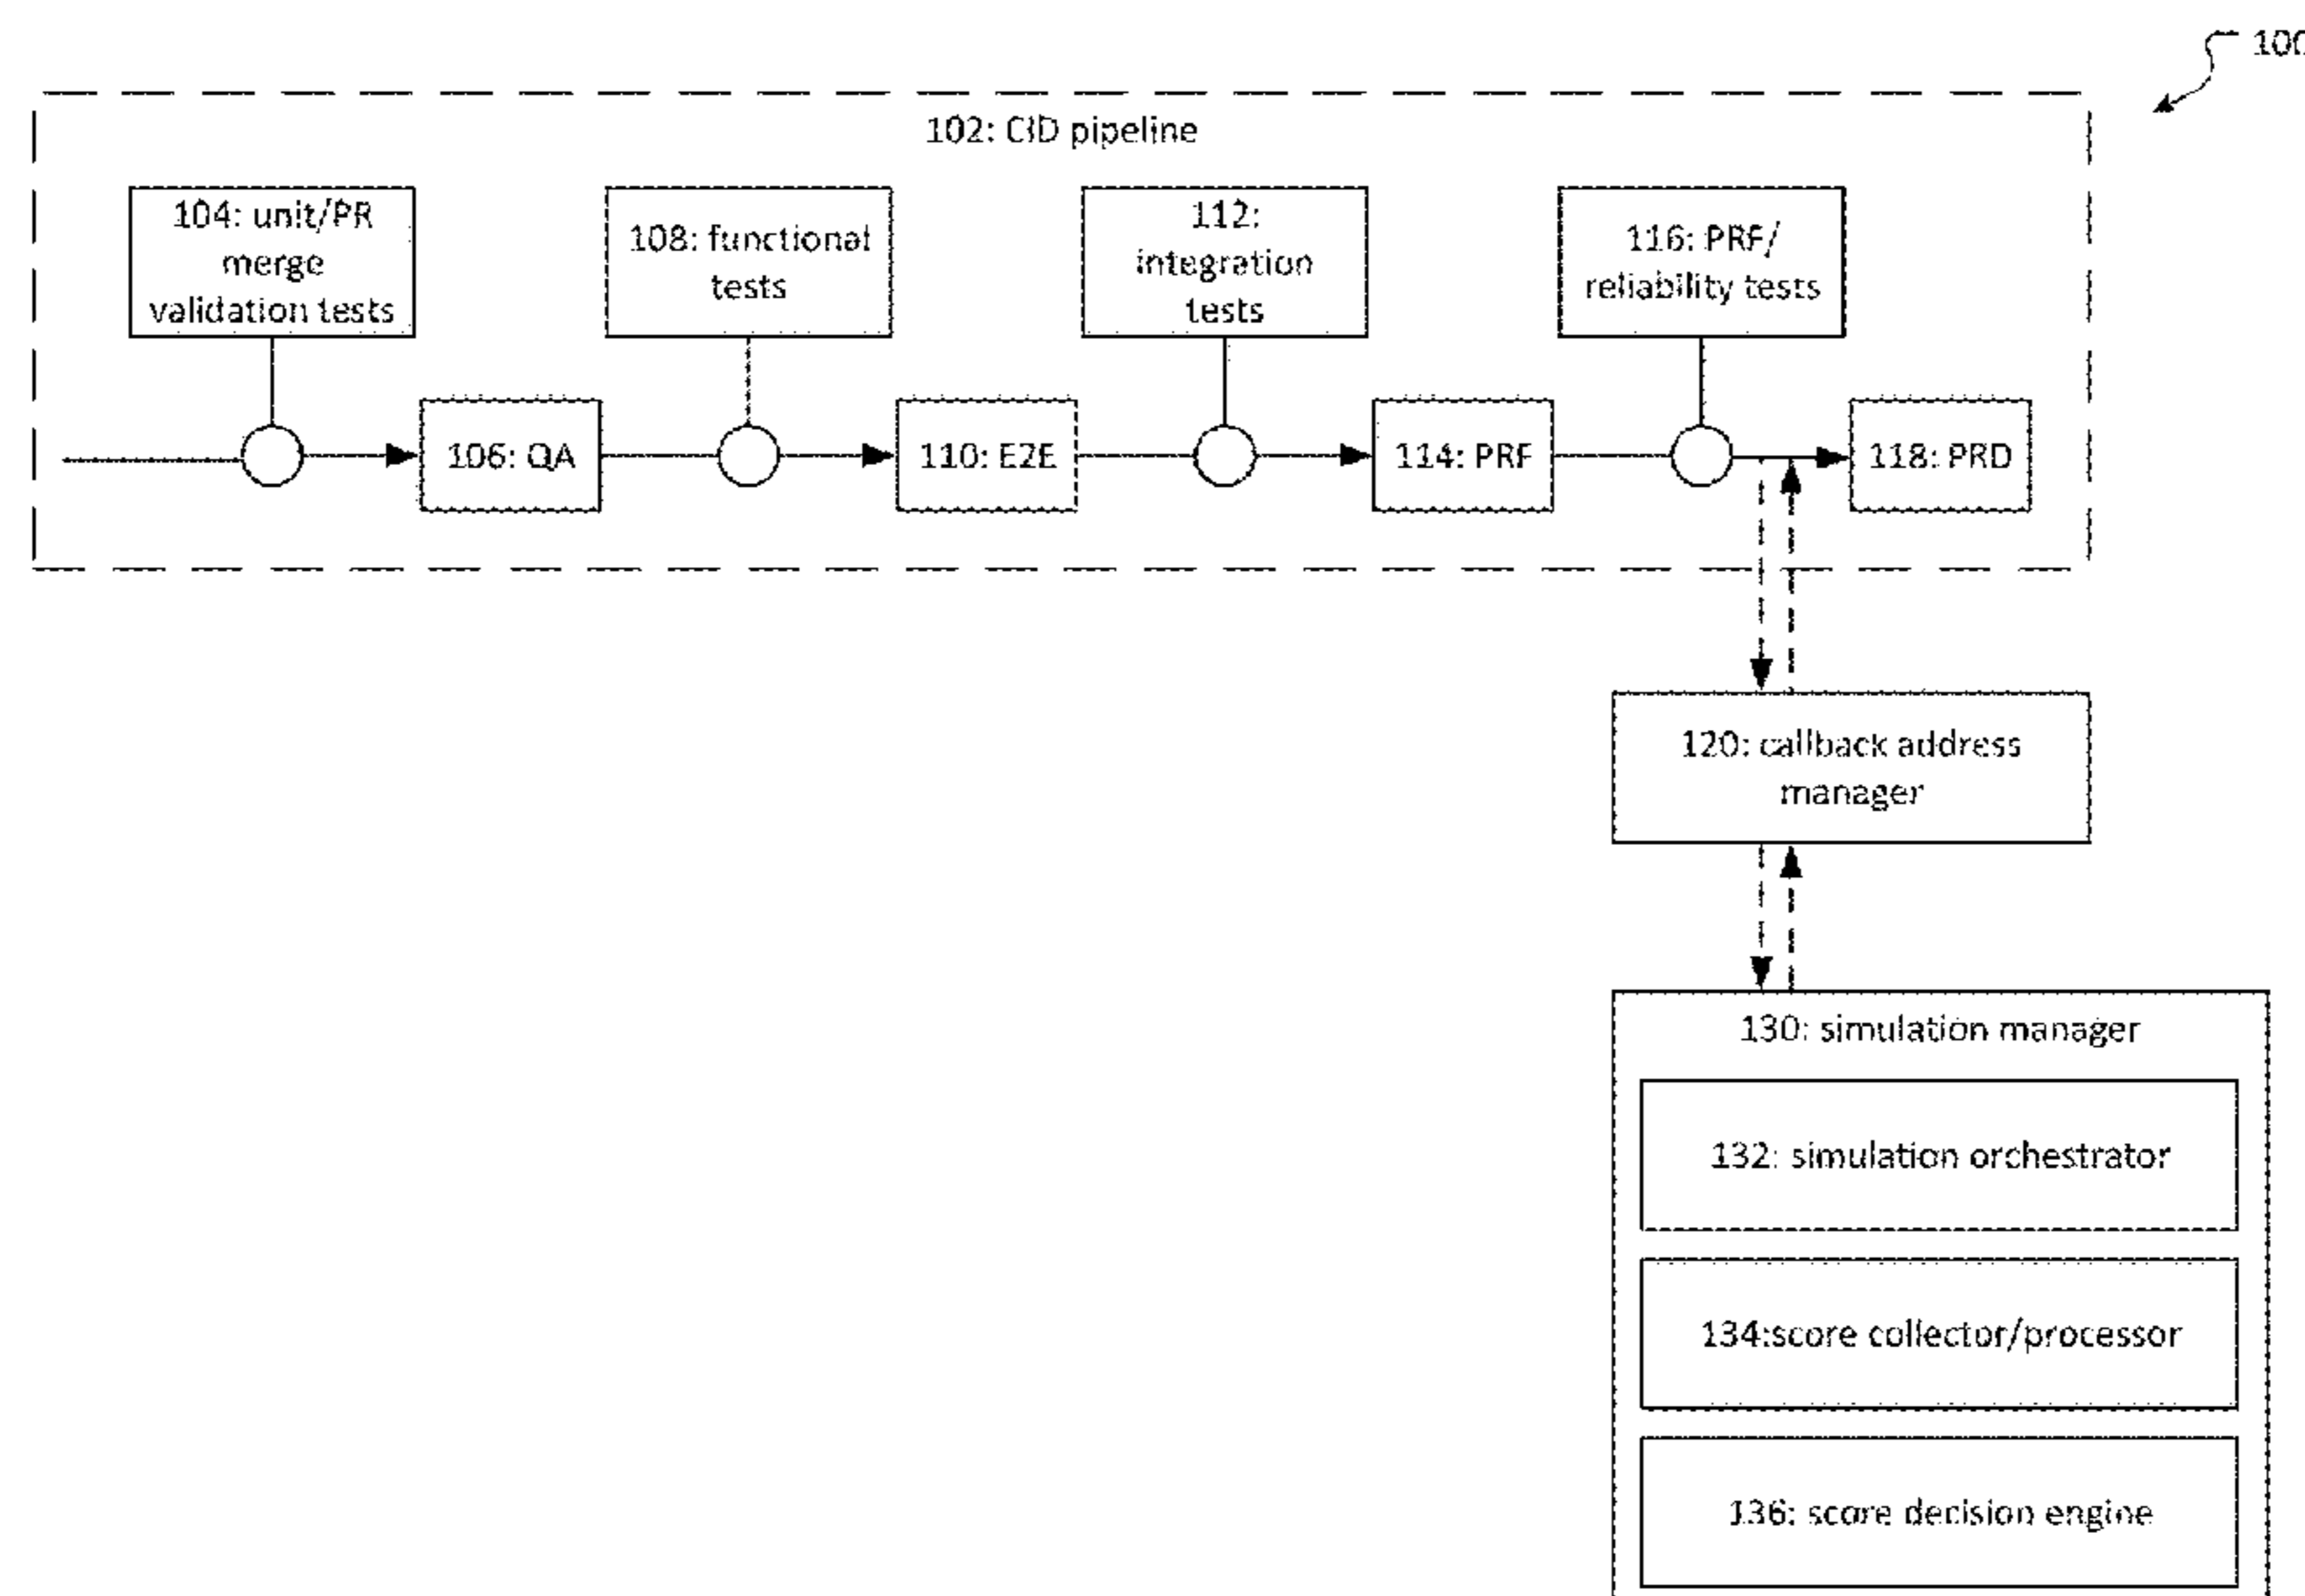 100
102: CID pipeline
104: unit/PR
merge
validation tests
108: functional
tests
112:
integration
tests
116: PRF/
reliability tests
106: QA
110: E2E
114: PRF
118: PRD
120: callback address
manager
130: simulation manager
132: simulation orchestrator
134:score collector/processor
136: score decision engine